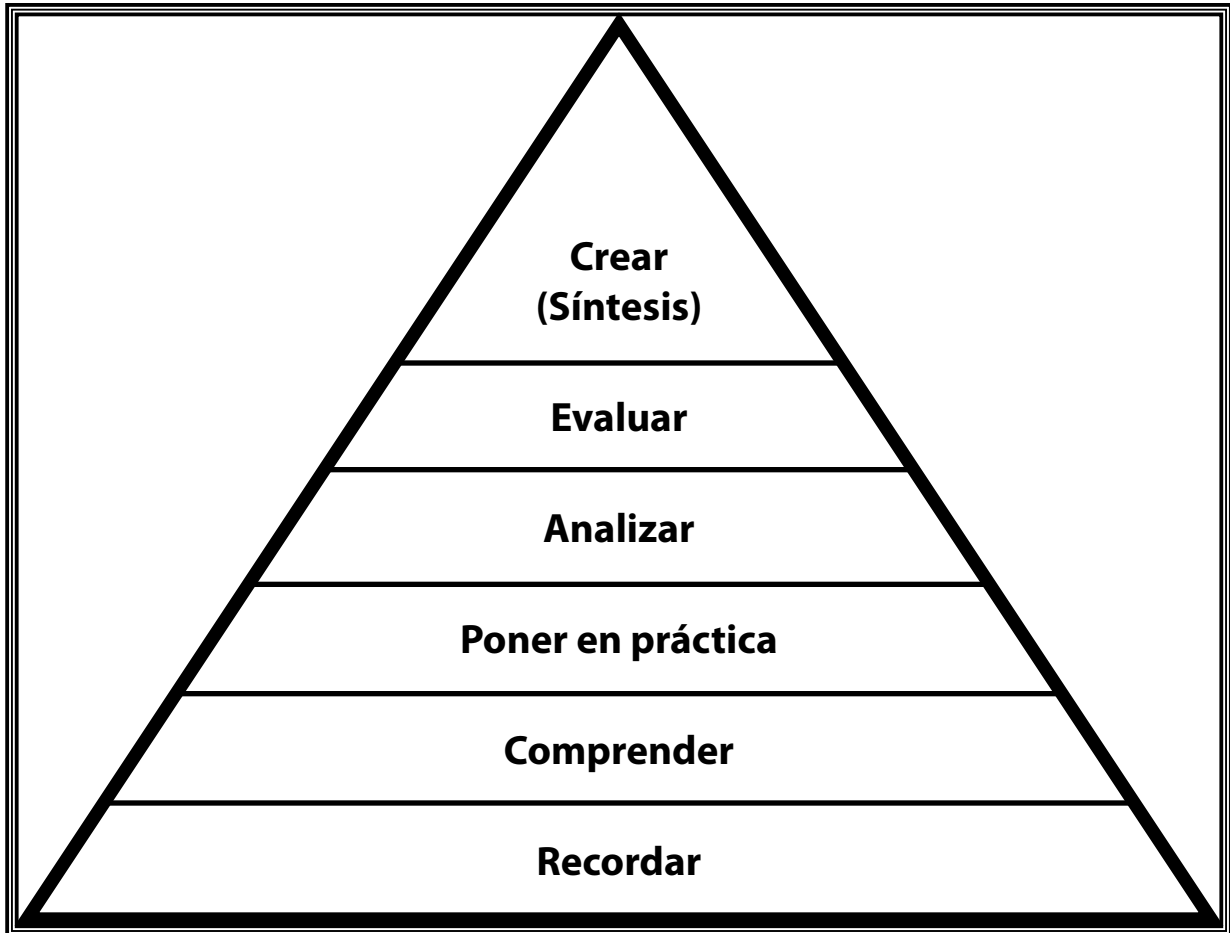 Crear
(Síntesis)
Evaluar
Analizar
Poner en práctica
Comprender
Recordar